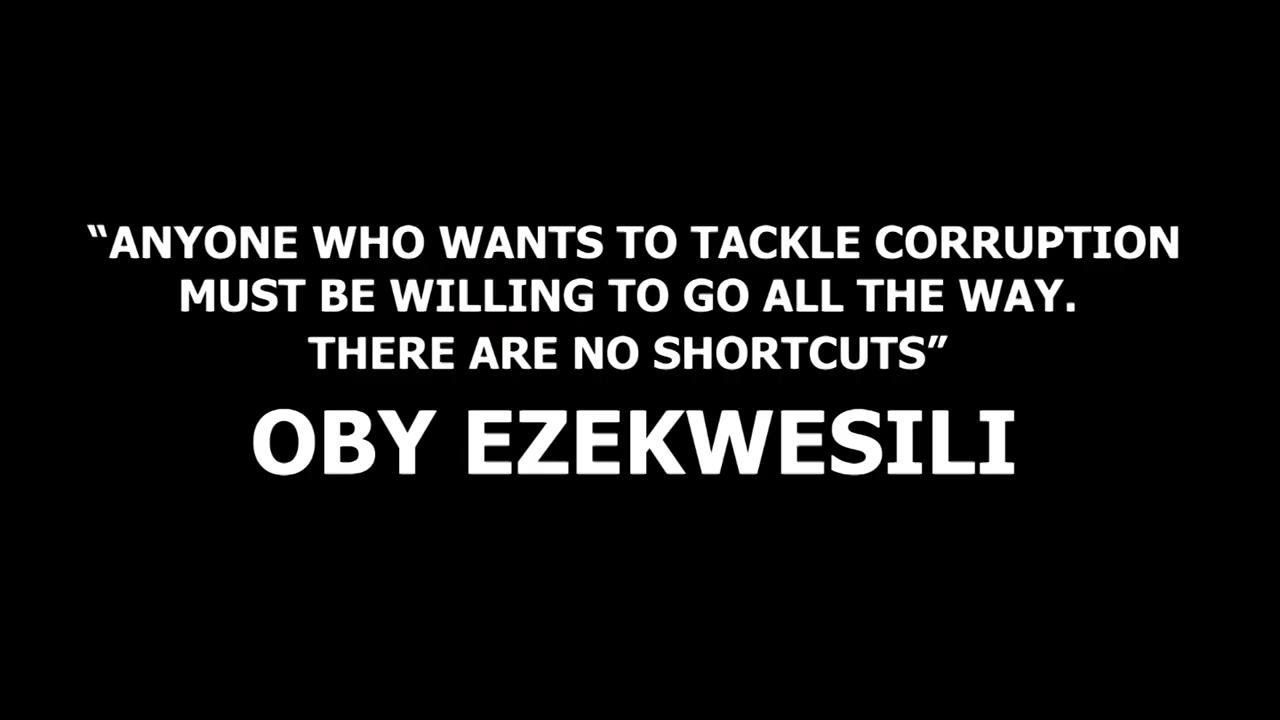 “ANYONE WHO WANTS TO TACKLE CORRUPTION
MUST BE WILLING TO GO ALL THE WAY.
THERE ARE NO SHORTCUTS”
OBY EZEKWESILI